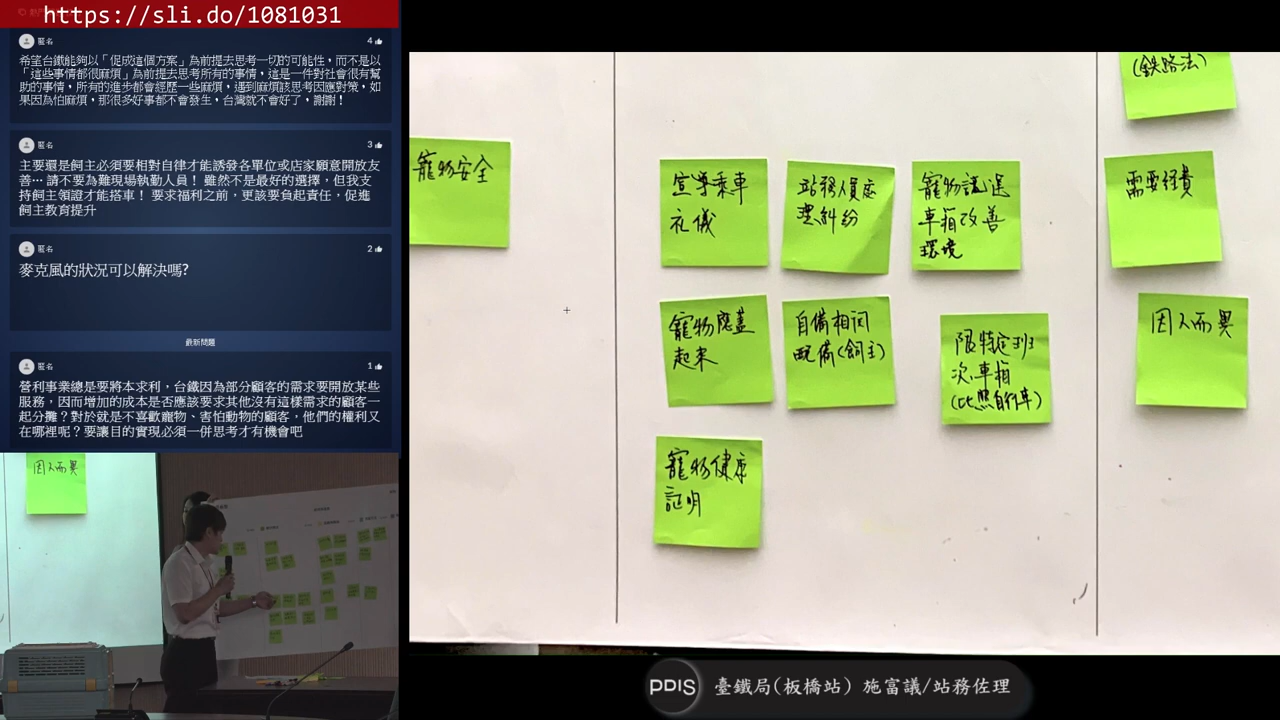 https://sli.do/1081031
匿名
4
希望台鐵能夠以「促成這個方案」為前提去思考一切的可能性，而不是以
「這些事情都很麻煩」為前提去思考所有的事情，這是一件對社會很有幫
助的事情，所有的進步都會經歷一些麻煩，遇到麻煩該思考因應對策，如
果因為怕麻煩，那很多好事都不會發生，台灣就不會好了，謝謝！
匿名
3
主要還是飼主必須要相對自律才能誘發各單位或店家願意開放友
善… 請不要為難現場執勤人員！ 雖然不是最好的選擇，但我支
持飼主領證才能搭車！ 要求福利之前，更該要負起責任，促進
飼主教育提升
匿名
2
麥克風的狀況可以解決嗎?
最新問題
匿名
1
營利事業總是要將本求利，台鐵因為部分顧客的需求要開放某些
服務，因而增加的成本是否應該要求其他沒有這樣需求的顧客一
起分攤？對於就是不喜歡寵物、害怕動物的顧客，他們的權利又
在哪裡呢？要讓目的實現必須一併思考才有機會吧
因人而異
寵物安全
宣導乘車
礼儀
站務人員處
理糾紛
寵物議送
車箱改善
環境
寵物應蓋
起來
自備相関
配備(飼主)
限特定班
次.車箱
(比照自行車)
寵物健康
証明
(鉄路法)
需要経費
因人而異
PDIS
臺鐵局(板橋站) 施富議/站務佐理